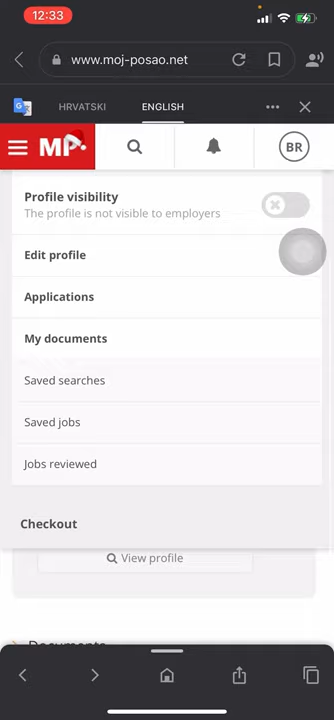 12:33
www.moj-posao.net
HRVATSKI
ENGLISH
MP
BR
Profile visibility
The profile is not visible to employers
Edit profile
Applications
My documents
Saved searches
Saved jobs
Jobs reviewed
Checkout
View profile
Documents